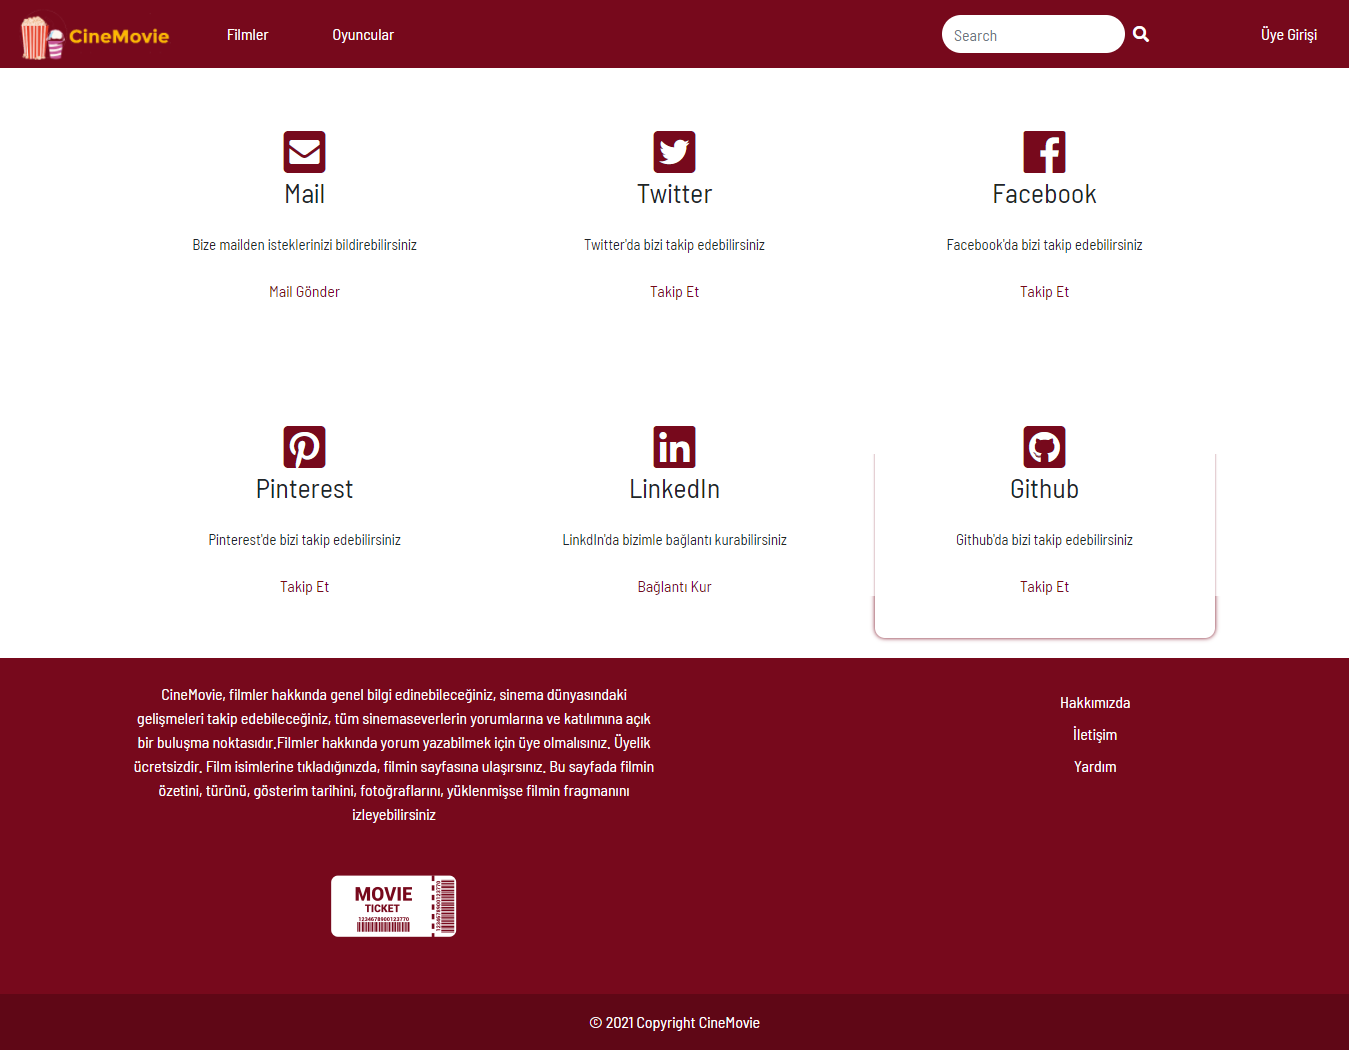 CineMovie
Filmler
Oyuncular
Search
Üye Girişi
Mail
Bize mailden isteklerinizi bildirebilirsiniz
Mail Gönder
Twitter
Twitter'da bizi takip edebilirsiniz
Takip Et
Facebook
Facebook'da bizi takip edebilirsiniz
Takip Et
Pinterest
Pinterest'de bizi takip edebilirsiniz
Takip Et
LinkedIn
LinkdIn'da bizimle bağlantı kurabilirsiniz
Bağlantı Kur
Github
Github'da bizi takip edebilirsiniz
Takip Et
CineMovie, filmler hakkında genel bilgi edinebileceğiniz, sinema dünyasındaki
gelişmeleri takip edebileceğiniz, tüm sinemaseverlerin yorumlarına ve katılımına açık
bir buluşma noktasıdır.Filmler hakkında yorum yazabilmek için üye olmalısınız. Üyelik
ücretsizdir. Film isimlerine tıkladığınızda, filmin sayfasına ulaşırsınız. Bu sayfada filmin
özetini, türünü, gösterim tarihini, fotoğraflarını, yüklenmişse filmin fragmanını
izleyebilirsiniz
Hakkımızda
İletişim
Yardım
MOVIE
TICKET
1234678900123770
1234678900123770
© 2021 Copyright CineMovie